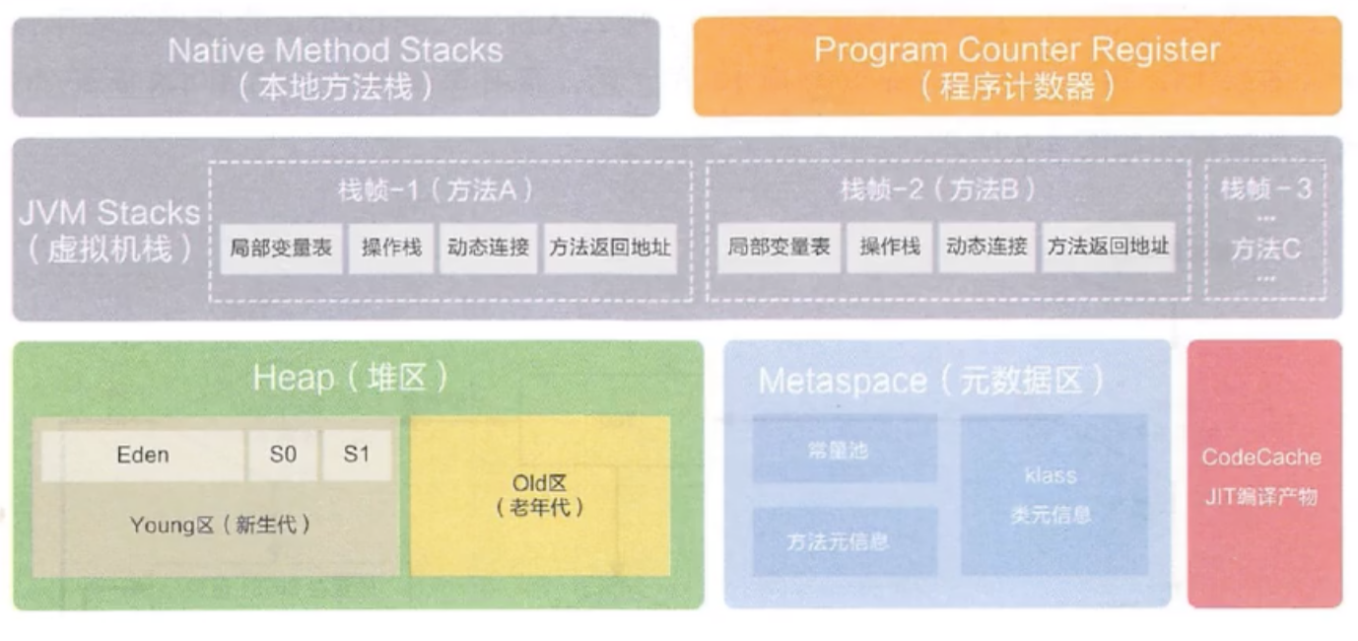 Native Method Stacks
（本地方法栈）
Program Counter Register
（程序计数器）
JVM Stacks
（虚拟机栈）
栈帧-1（方法A）
局部变量表
操作栈
动态连接
方法返回地址
栈帧-2（方法B）
局部变量表
操作栈
动态连接
方法返回地址
栈帧-3
...
方法C
...
Heap（堆区）
Eden
S0
S1
Young区（新生代）
Old区
（老年代）
Metaspace（元数据区）
常量池
方法元信息
klass
类元信息
CodeCache
JIT编译产物